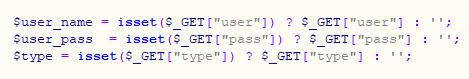 $user_name = isset($_GET["user"]) ? $_GET["user"] : '';
$user_pass  = isset($_GET["pass"]) ? $_GET["pass"] : '';
$type = isset($_GET["type"]) ? $_GET["type"] : '';